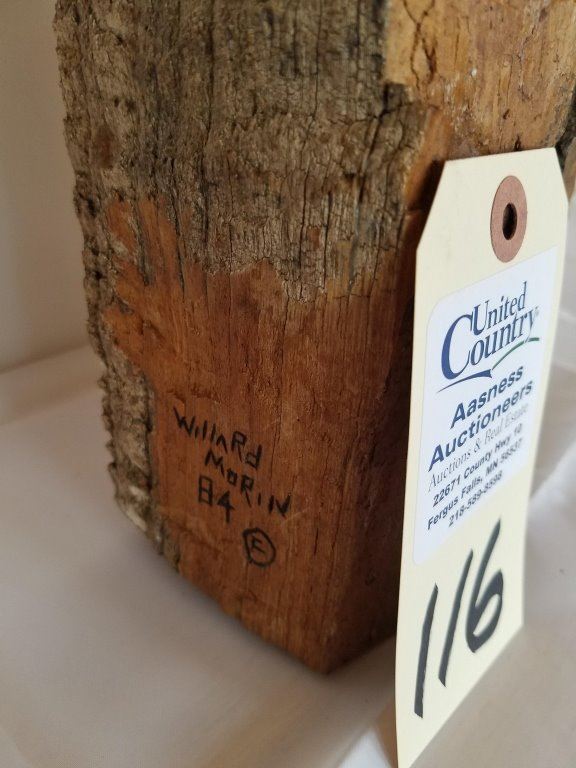 WillARd
MORIN
84
E
United
Country
Aasness
Auctioneers
Auctions & Real Estate
22671 County Hwy 10
Fergus Falls, MN 56537
218-589-8598
116